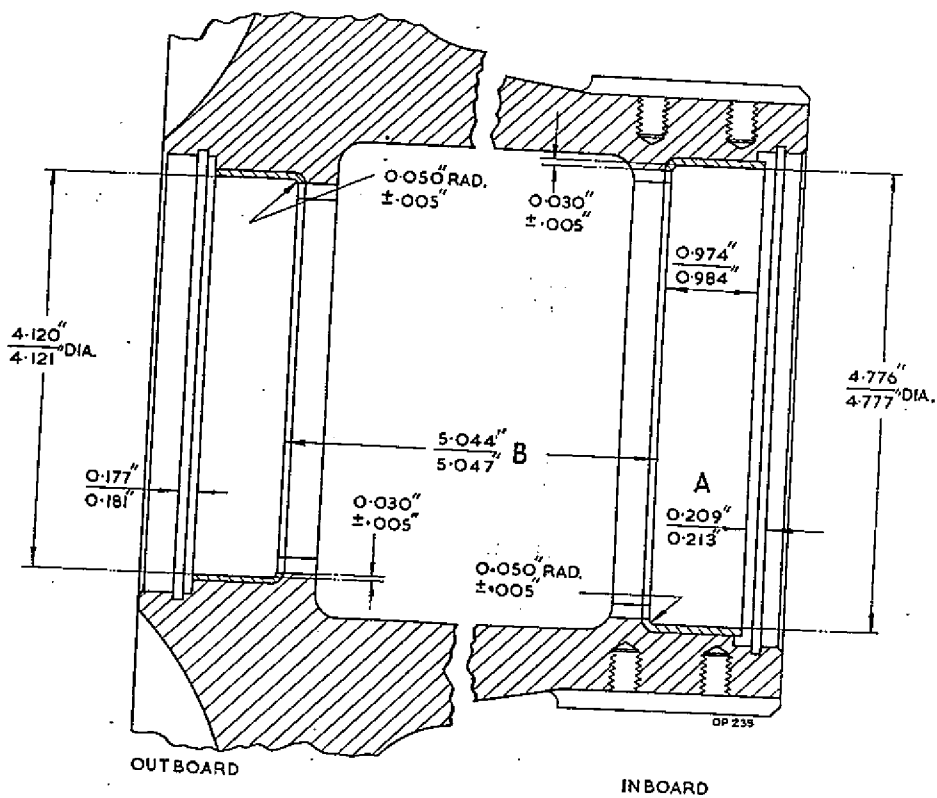 0·050" RAD.
±·005"
0·030"
±·005"
0·974"
0·984"
4·120"
4·121" DIA.
4·776"
4·777" DIA.
5·044"
5·047" B
0·177"
0·181"
0·030"
±·005"
A
0·209"
0·213"
0·050" RAD.
±·005"
OP 239
OUTBOARD
INBOARD